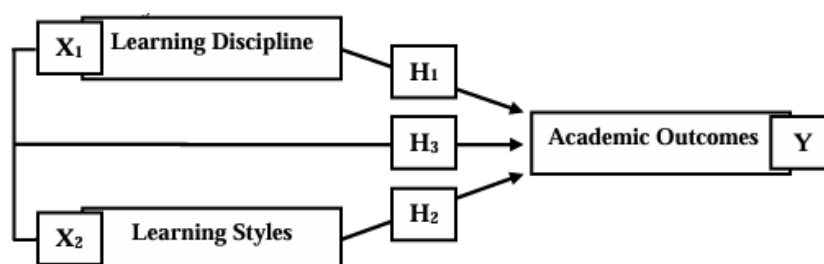 X₁ Learning Discipline
H₁
H₃
Academic Outcomes Y
H₂
X₂ Learning Styles